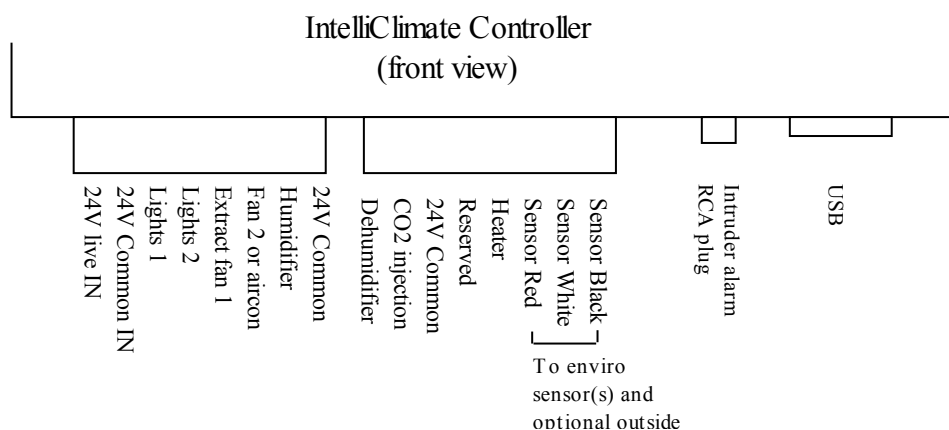 IntelliClimate Controller
(front view)
24V live IN
24V Common IN
Lights 1
Lights 2
Extract fan 1
Fan 2 or aircon
Humidifier
24V Common
Dehumidifier
CO2 injection
24V Common
Reserved
Heater
Sensor Red
Sensor White
Sensor Black
Intruder alarm
RCA plug
USB
To enviro
sensor(s) and
optional outside